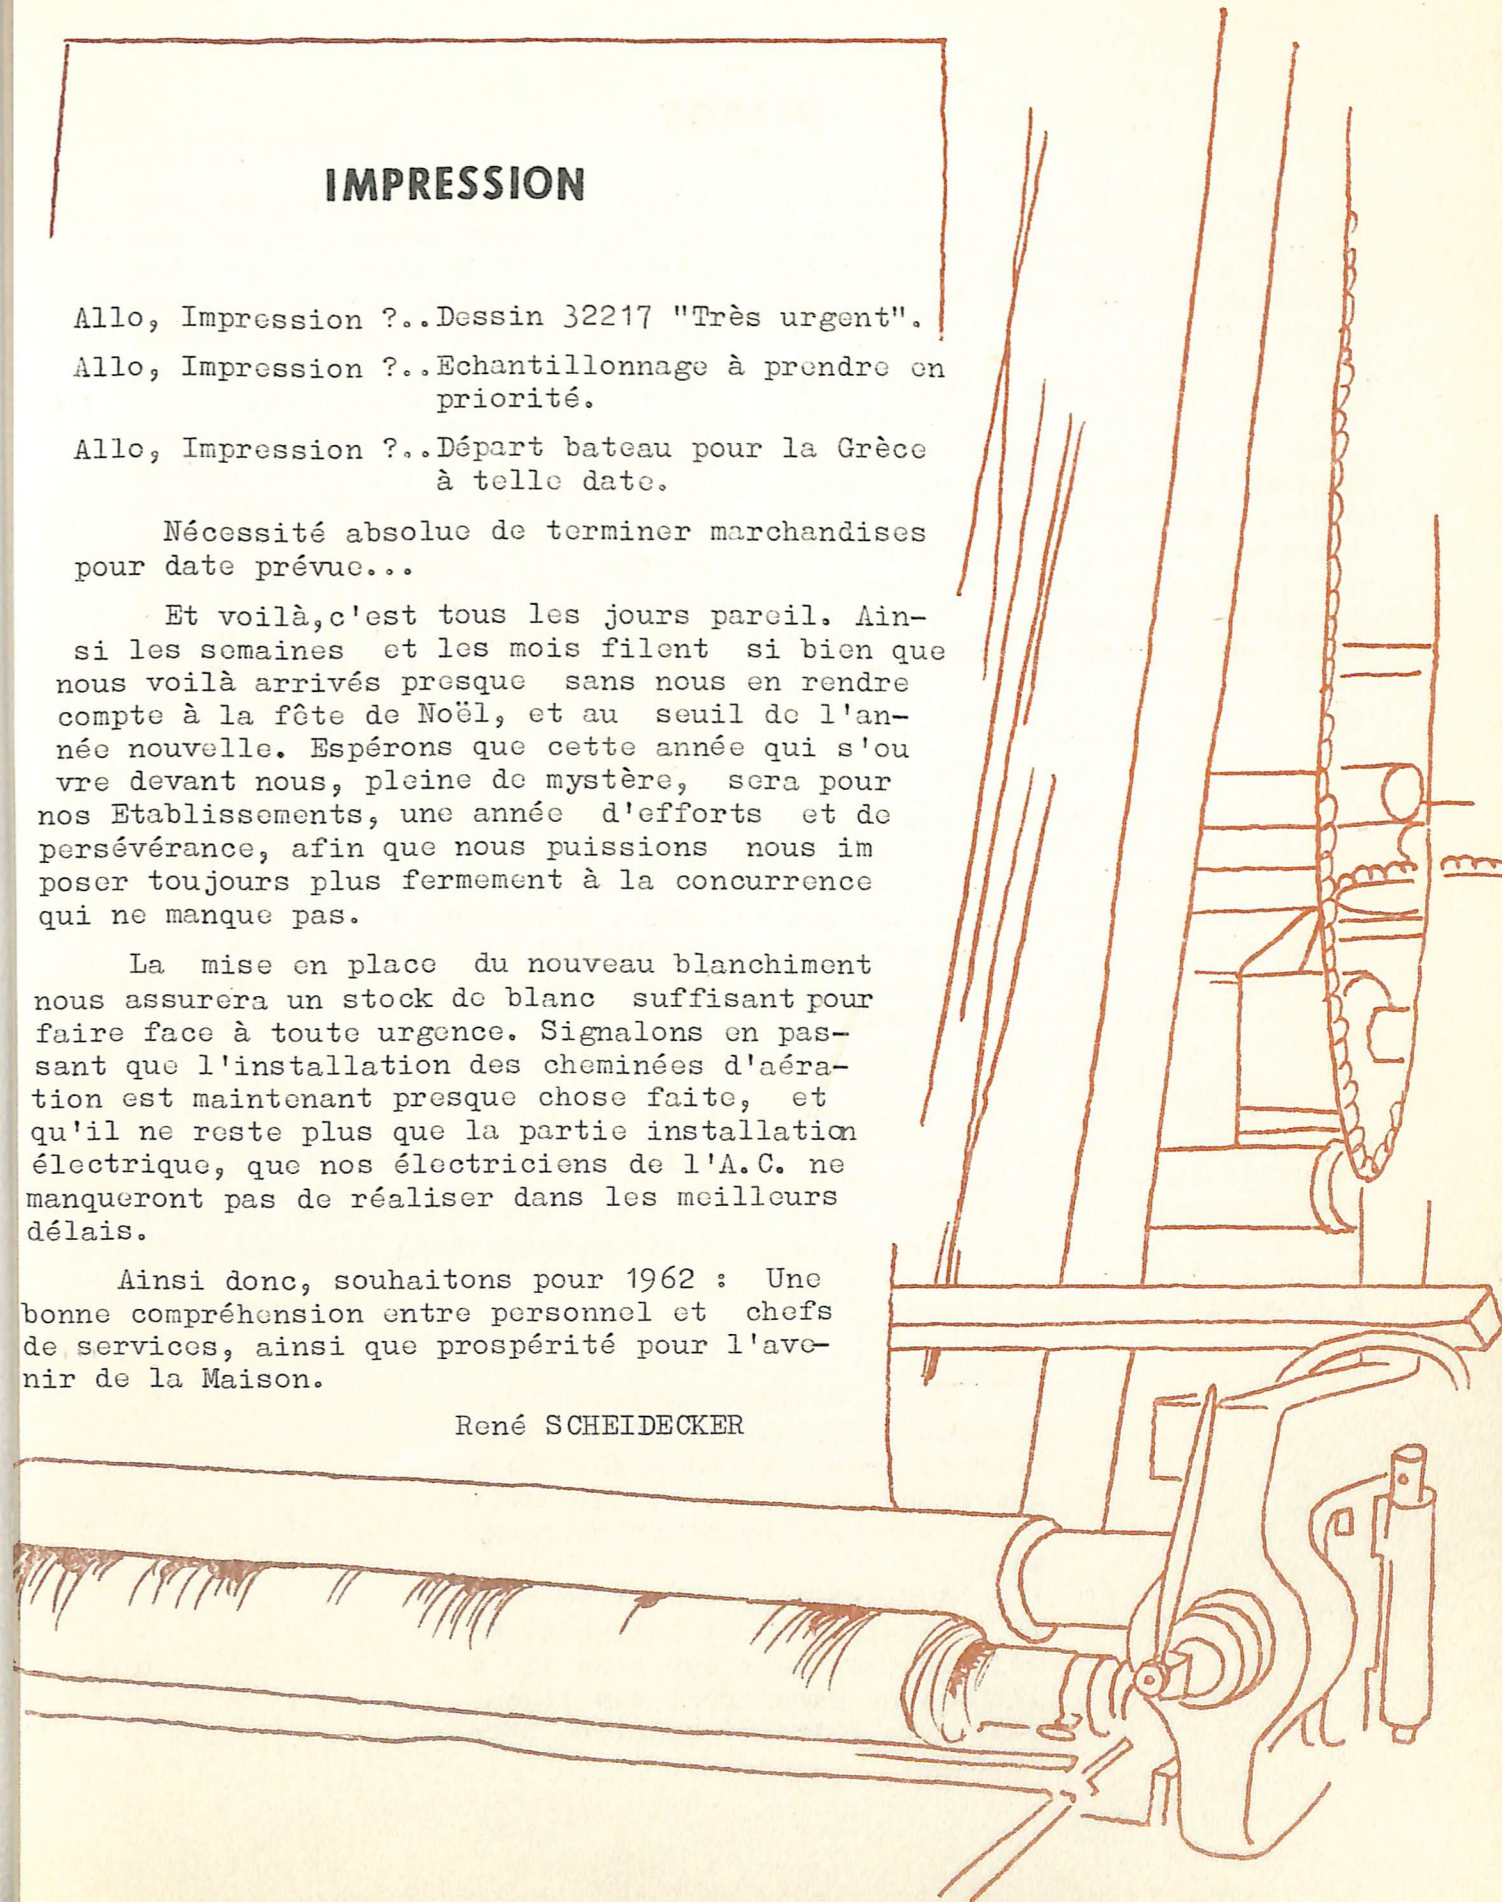 IMPRESSION
Allo, Impression ?..Dessin 32217 "Très urgent".
Allo, Impression ?..Echantillonnage à prendre en
priorité.
Allo, Impression ?..Départ bateau pour la Grèce
à telle date.
Nécessité absolue de terminer marchandises
pour date prévue...
Et voilà,c'est tous les jours pareil. Ain-
si les semaines et les mois filent si bien que
nous voilà arrivés presque sans nous en rendre
compte à la fête de Noël, et au seuil de l'an-
née nouvelle. Espérons que cette année qui s'ou
vre devant nous, pleine de mystère, sera pour
nos Etablissements, une année d'efforts et de
persévérance, afin que nous puissions nous im
poser toujours plus fermement à la concurrence
qui ne manque pas.
La mise en place du nouveau blanchiment
nous assurera un stock de blanc suffisant pour
faire face à toute urgence. Signalons en pas-
sant que l'installation des cheminées d'aéra-
tion est maintenant presque chose faite, et
qu'il ne reste plus que la partie installation
électrique, que nos électriciens de l'A.C. ne
manqueront pas de réaliser dans les meilleurs
délais.
Ainsi donc, souhaitons pour 1962 : Une
bonne compréhension entre personnel et chefs
de services, ainsi que prospérité pour l'ave-
nir de la Maison.
René SCHEIDECKER